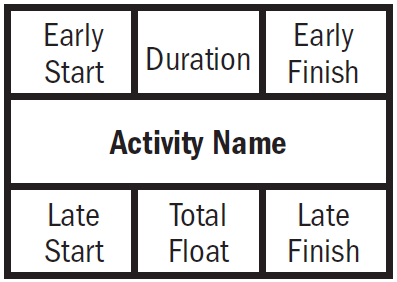 Early
Start
Duration
Early
Finish
Activity Name
Late
Start
Total
Float
Late
Finish